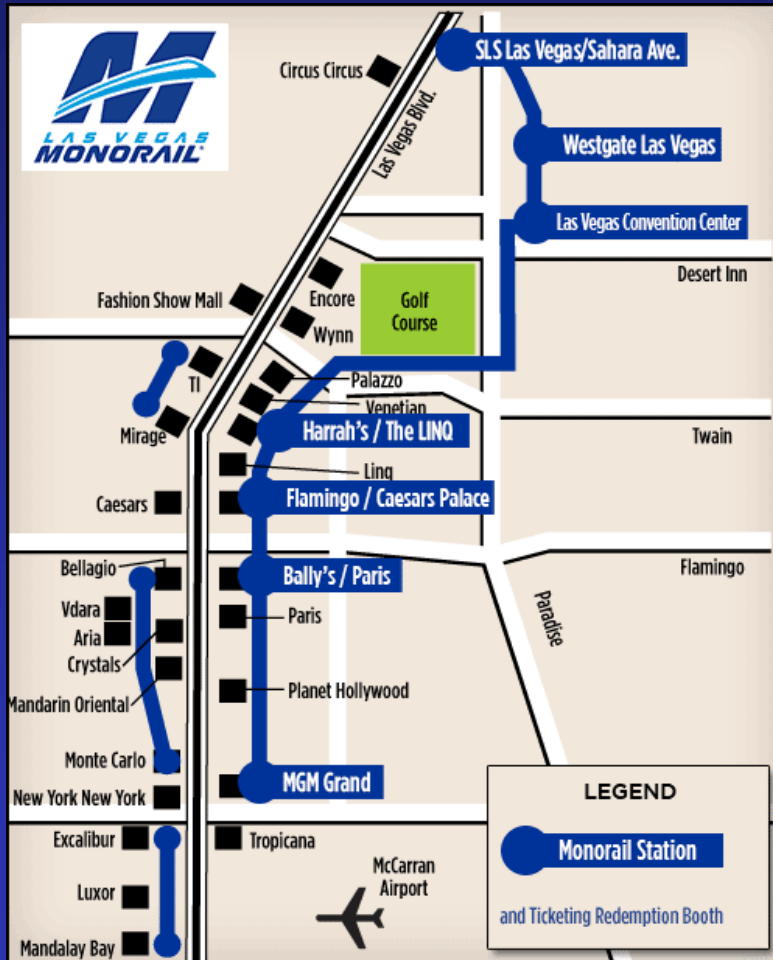 LAS VEGAS
MONORAIL
SLS Las Vegas/Sahara Ave.
Circus Circus
Las Vegas Blvd.
Westgate Las Vegas
Las Vegas Convention Center
Desert Inn
Fashion Show Mall
Encore
Golf
Course
Wynn
TI
Palazzo
Venetian
Mirage
Harrah's / The LINQ
Twain
Linq
Caesars
Flamingo / Caesars Palace
Bellagio
Bally's / Paris
Flamingo
Vdara
Paris
Paradise
Aria
Crystals
Planet Hollywood
Mandarin Oriental
Monte Carlo
MGM Grand
New York New York
LEGEND
Excalibur
Tropicana
Monorail Station
McCarran
Airport
Luxor
and Ticketing Redemption Booth
Mandalay Bay